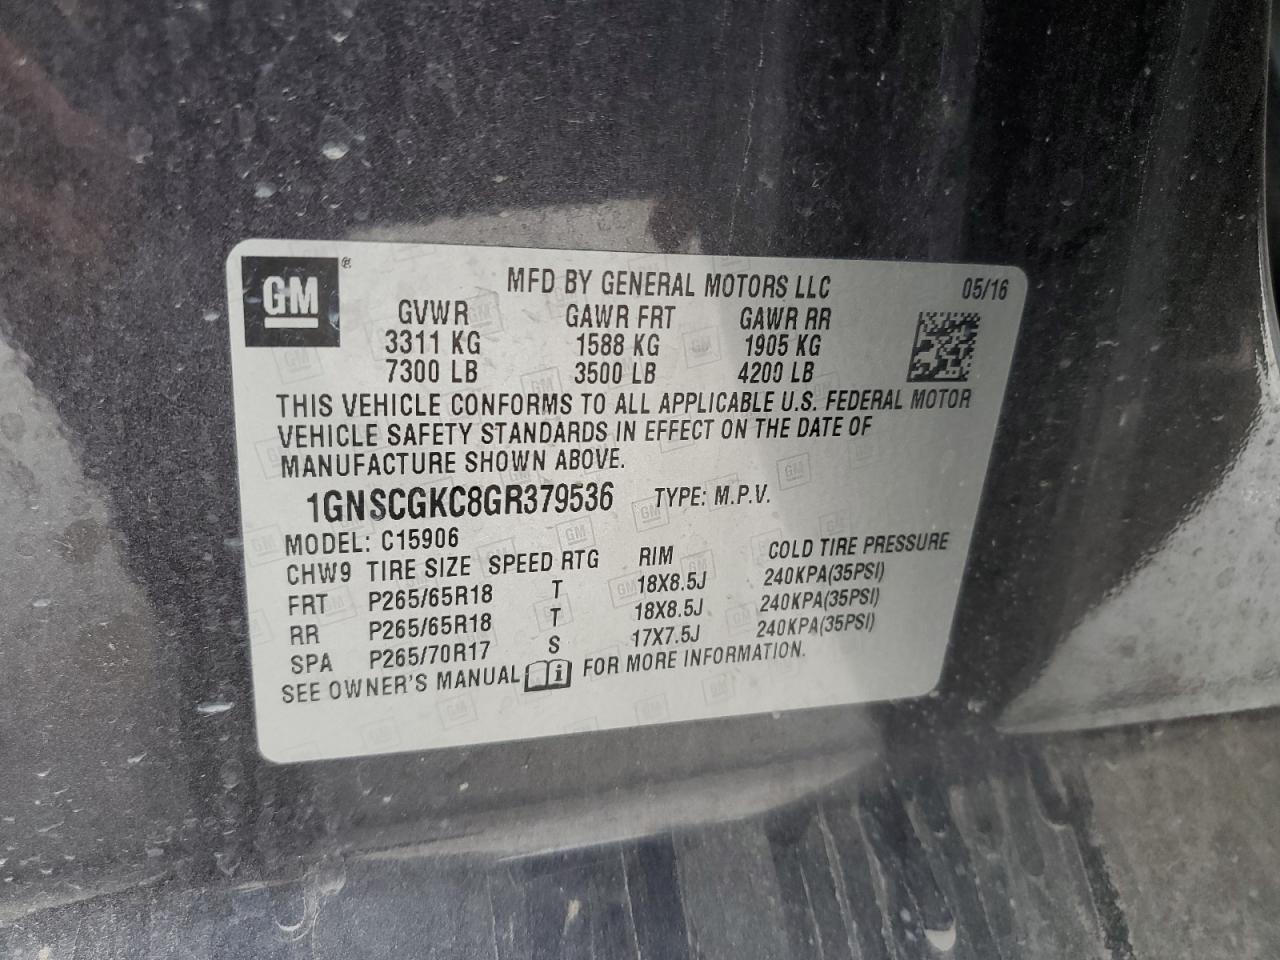 GM®
MFD BY GENERAL MOTORS LLC 05/16
GVWR GAWR FRT GAWR RR
3311 KG 1588 KG 1905 KG
7300 LB 3500 LB 4200 LB
THIS VEHICLE CONFORMS TO ALL APPLICABLE U.S. FEDERAL MOTOR
VEHICLE SAFETY STANDARDS IN EFFECT ON THE DATE OF
MANUFACTURE SHOWN ABOVE.
1GNSCGKC8GR379536 TYPE: M.P.V.
MODEL: C15906
CHW9 TIRE SIZE SPEED RTG RIM COLD TIRE PRESSURE
FRT P265/65R18 T 18X8.5J 240KPA(35PSI)
RR P265/65R18 T 18X8.5J 240KPA(35PSI)
SPA P265/70R17 S 17X7.5J 240KPA(35PSI)
SEE OWNER'S MANUAL i FOR MORE INFORMATION.